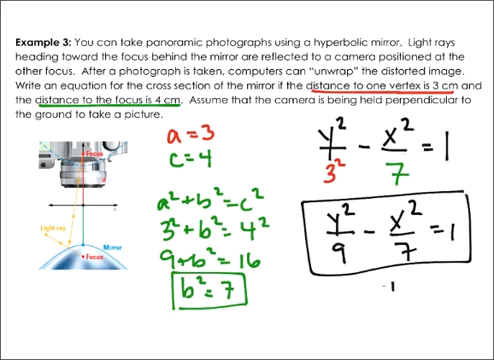 Example 3: You can take panoramic photographs using a hyperbolic mirror. Light rays
heading toward the focus behind the mirror are reflected to a camera positioned at the
other focus. After a photograph is taken, computers can “unwrap” the distorted image.
Write an equation for the cross section of the mirror if the distance to one vertex is 3 cm and
the distance to the focus is 4 cm. Assume that the camera is being held perpendicular to
the ground to take a picture.
Focus
Light ray
Mirror
Focus
a = 3
c = 4
a² + b² = c²
3² + b² = 4²
9 + b² = 16
b² = 7
y²/3² - x²/7 = 1
y²/9 - x²/7 = 1
-1